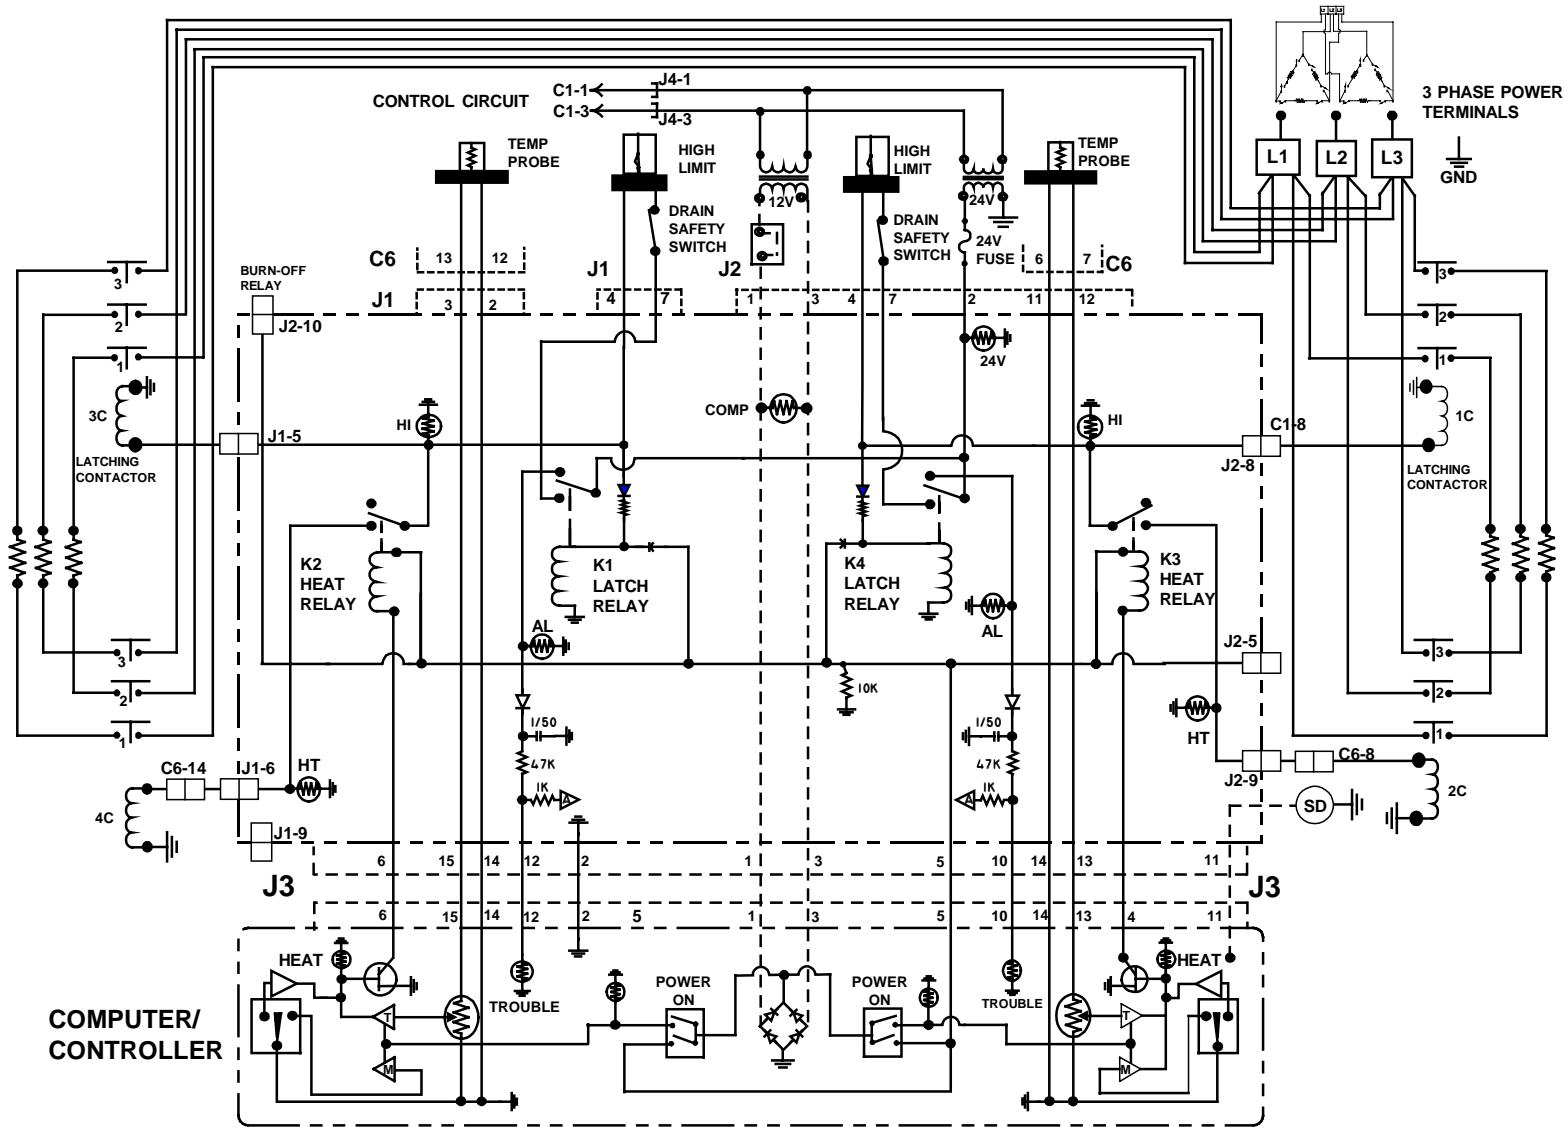 L1 L2 L3
J4-1
C1-1
CONTROL CIRCUIT
C1-3
J4-3
3 PHASE POWER
TERMINALS
TEMP
PROBE
HIGH
LIMIT
HIGH
LIMIT
TEMP
PROBE
L1
L2
L3
GND
12V
24V
DRAIN
SAFETY
SWITCH
DRAIN
SAFETY
SWITCH
24V
FUSE
C6
13
12
J1
J2
6
7
C6
3
2
1
3
2
1
BURN-OFF
RELAY
J1
3
2
4
7
1
3
4
7
2
11
12
J2-10
24V
3C
HI
COMP
HI
1C
J1-5
C1-8
J2-8
LATCHING
CONTACTOR
LATCHING
CONTACTOR
K2
HEAT
RELAY
K1
LATCH
RELAY
K4
LATCH
RELAY
K3
HEAT
RELAY
AL
AL
J2-5
3
2
1
3
2
1
10K
1/50
1/50
HT
47K
47K
C6-14
J1-6
HT
1K
A
A
1K
J2-9
C6-8
4C
2C
SD
J1-9
6
15
14
12
2
1
3
5
10
14
13
11
J3
J3
6
15
14
12
2
5
1
3
5
10
14
13
4
11
HEAT
HEAT
TROUBLE
POWER
ON
POWER
ON
TROUBLE
T
T
M
M
COMPUTER/
CONTROLLER